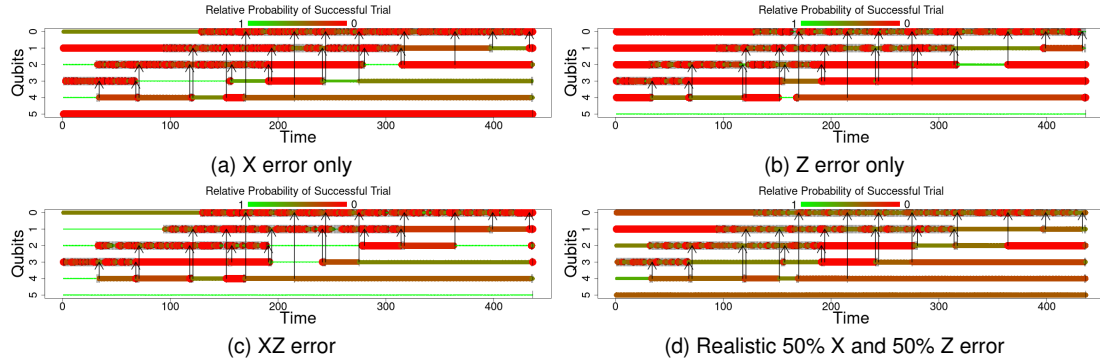 Relative Probability of Successful Trial
1 0
Qubits
0
1
2
3
4
5
0 100 200 300 400
Time
(a) X error only
Relative Probability of Successful Trial
1 0
Qubits
0
1
2
3
4
5
0 100 200 300 400
Time
(b) Z error only
Relative Probability of Successful Trial
1 0
Qubits
0
1
2
3
4
5
0 100 200 300 400
Time
(c) XZ error
Relative Probability of Successful Trial
1 0
Qubits
0
1
2
3
4
5
0 100 200 300 400
Time
(d) Realistic 50% X and 50% Z error